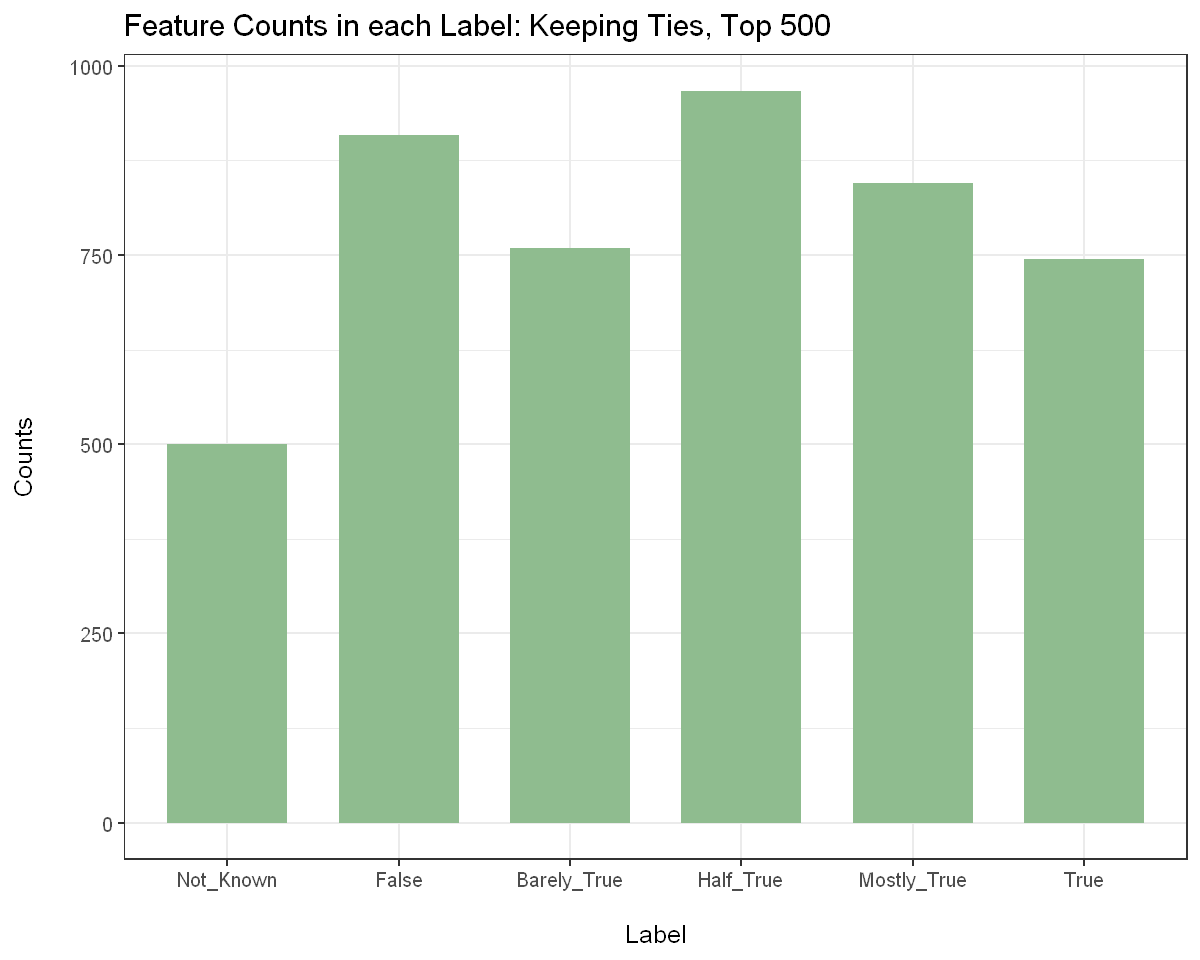 Feature Counts in each Label: Keeping Ties, Top 500
1000
750
500
250
0
Counts
Not_Known False Barely_True Half_True Mostly_True True
Label